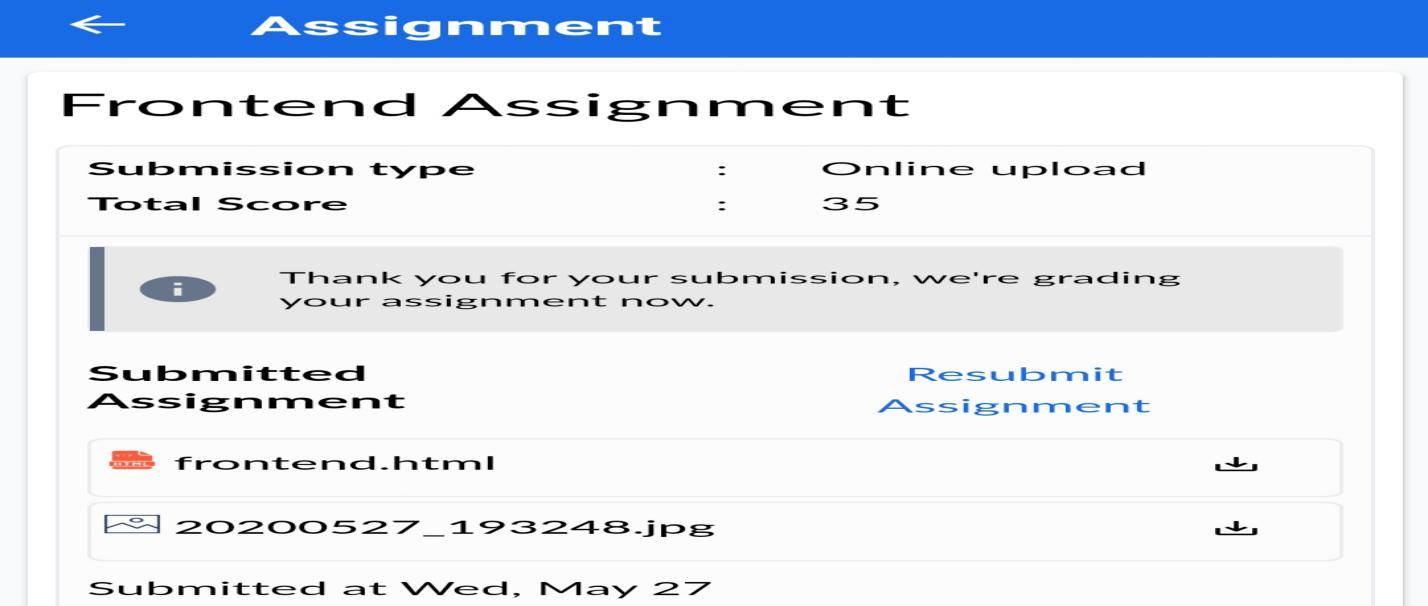 Assignment
Frontend Assignment
Submission type : Online upload
Total Score : 35
Thank you for your submission, we're grading
your assignment now.
Submitted
Assignment
Resubmit
Assignment
HTML
frontend.html
20200527_193248.jpg
Submitted at Wed, May 27